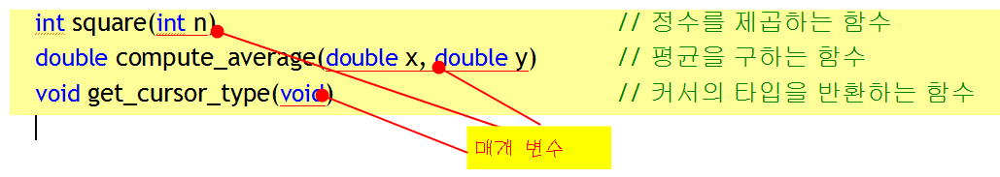 int square(int n) // 정수를 제곱하는 함수
double compute_average(double x, double y) // 평균을 구하는 함수
void get_cursor_type(void) // 커서의 타입을 반환하는 함수
매개 변수